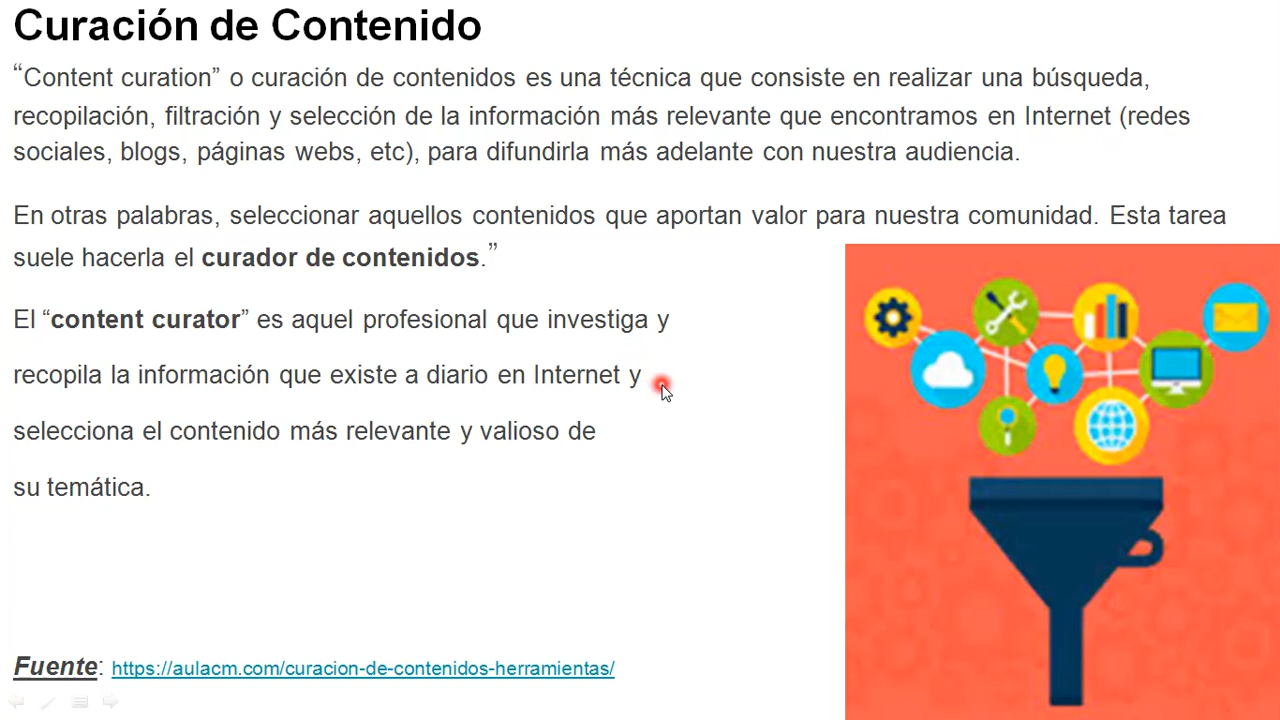 Curación de Contenido
“Content curation” o curación de contenidos es una técnica que consiste en realizar una búsqueda,
recopilación, filtración y selección de la información más relevante que encontramos en Internet (redes
sociales, blogs, páginas webs, etc), para difundirla más adelante con nuestra audiencia.
En otras palabras, seleccionar aquellos contenidos que aportan valor para nuestra comunidad. Esta tarea
suele hacerla el curador de contenidos.”
El “content curator” es aquel profesional que investiga y
recopila la información que existe a diario en Internet y
selecciona el contenido más relevante y valioso de
su temática.
Fuente: https://aulacm.com/curacion-de-contenidos-herramientas/